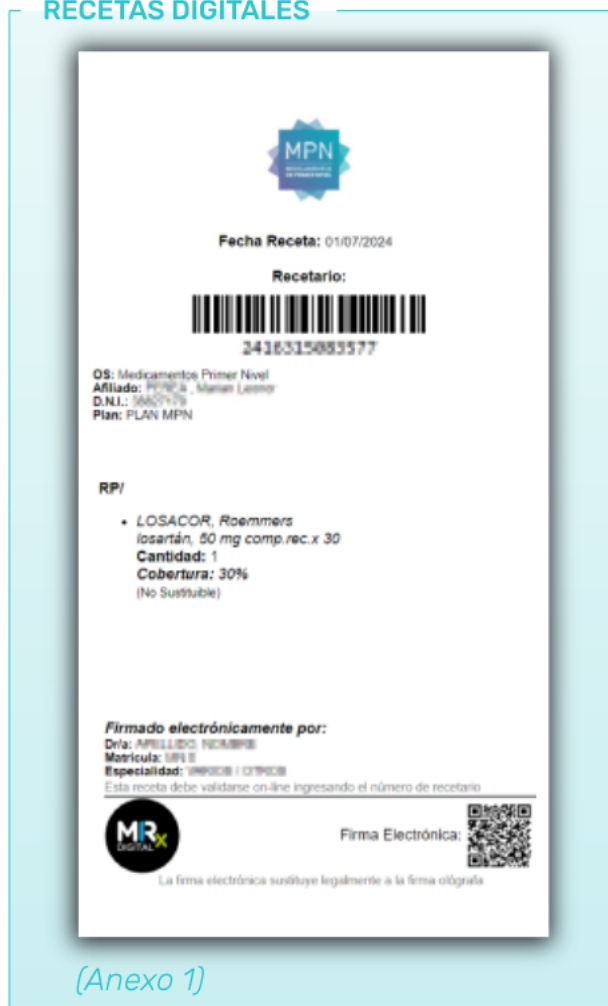 RECETAS DIGITALES
MPN
Fecha Receta: 01/07/2024
Recetario:
2416315083577
OS: Medicamentos Primer Nivel
Afiliado:
D.N.I.:
Plan: PLAN MPN
RP/
• LOSACOR, Roemmers
losartán, 50 mg comp.rec.x 30
Cantidad: 1
Cobertura: 30%
(No Sustituible)
Firmado electrónicamente por:
Dr/a:
Matricula:
Especialidad:
Esta receta debe validarse on-line ingresando el número de recetario
MRx
DIGITAL
Firma Electrónica:
La firma electrónica sustituye legalmente a la firma ológrafa
(Anexo 1)